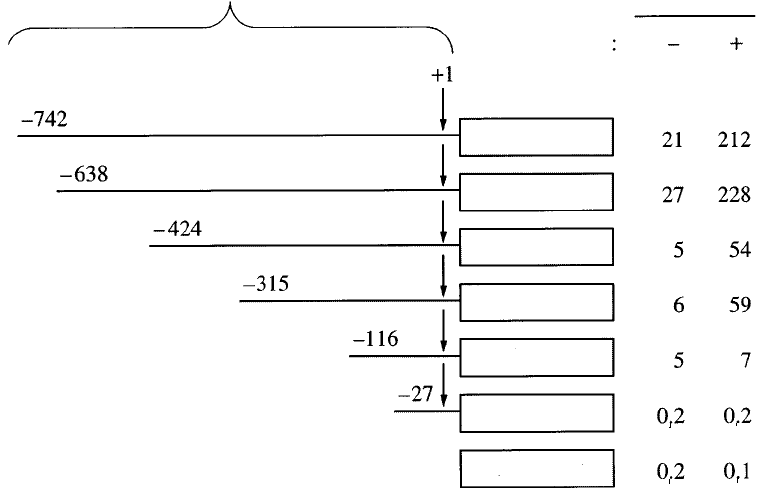 : – +
+1
–742 21 212
–638 27 228
–424 5 54
–315 6 59
–116 5 7
–27 0,2 0,2
0,2 0,1